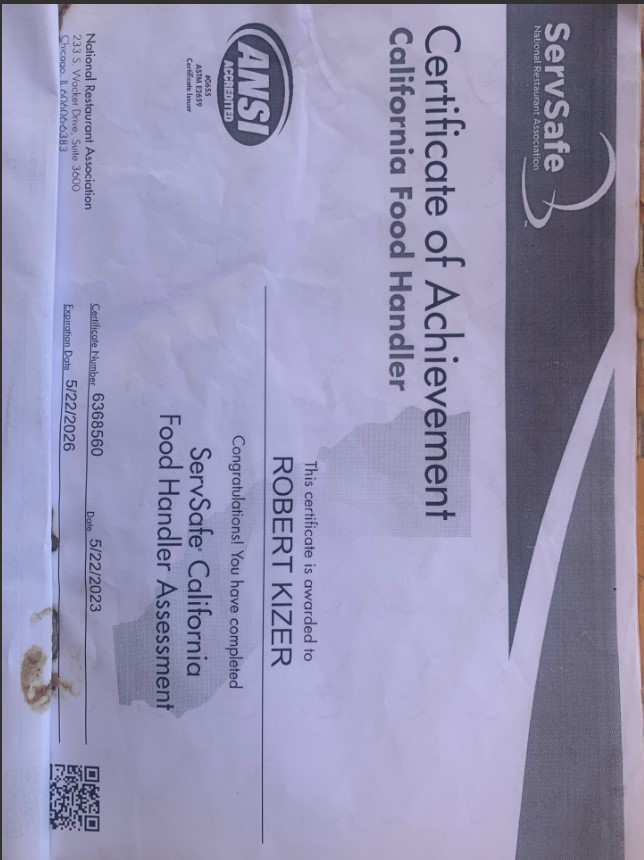 ServSafe
National Restaurant Association
Certificate of Achievement
California Food Handler
This certificate is awarded to
ROBERT KIZER
Congratulations! You have completed
ServSafe® California
Food Handler Assessment
ANSI
ACCREDITED
#0655
ASTM E2659
Certificate Issuer
National Restaurant Association
233 S. Wacker Drive, Suite 3600
Chicago, IL 60606-6383
Certificate Number 6368560
Date 5/22/2023
Expiration Date 5/22/2026